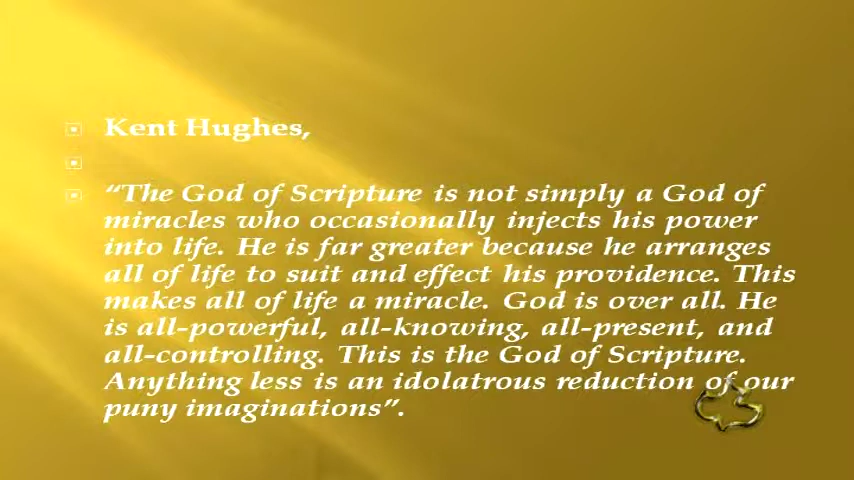 Kent Hughes,
“The God of Scripture is not simply a God of
miracles who occasionally injects his power
into life. He is far greater because he arranges
all of life to suit and effect his providence. This
makes all of life a miracle. God is over all. He
is all-powerful, all-knowing, all-present, and
all-controlling. This is the God of Scripture.
Anything less is an idolatrous reduction of our
puny imaginations”.